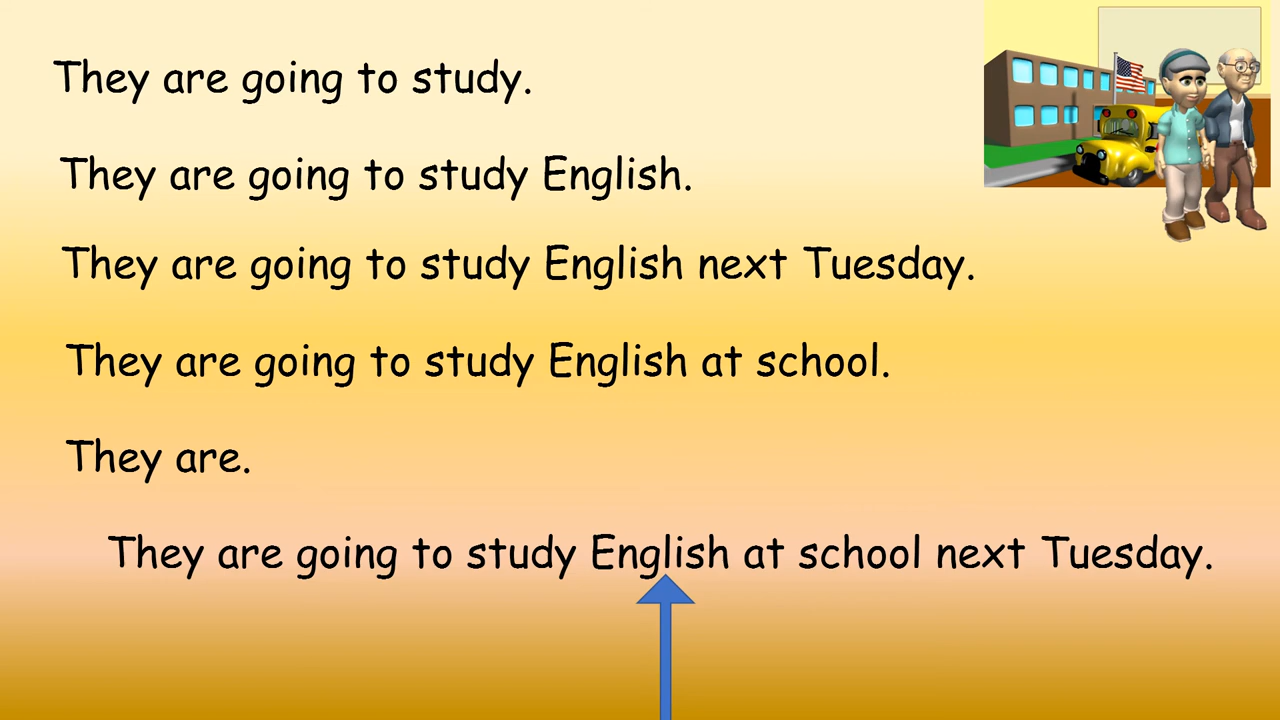 They are going to study.
They are going to study English.
They are going to study English next Tuesday.
They are going to study English at school.
They are.
They are going to study English at school next Tuesday.